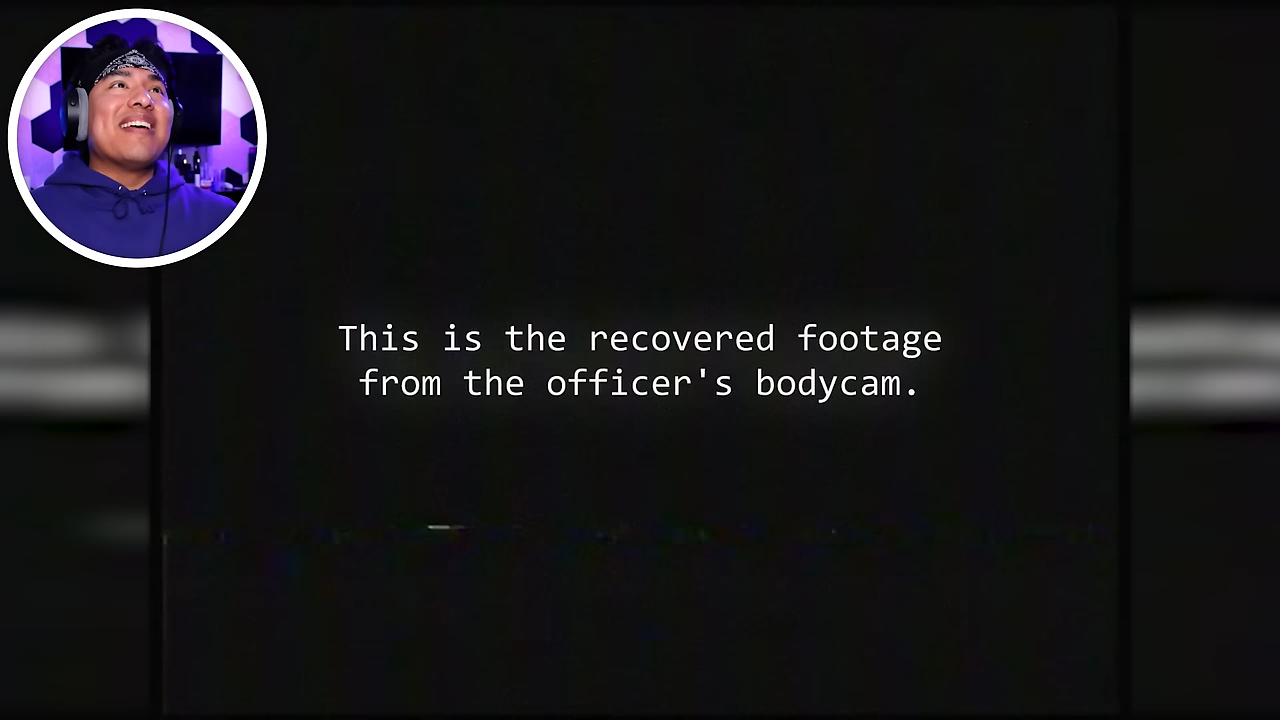 This is the recovered footage
from the officer's bodycam.